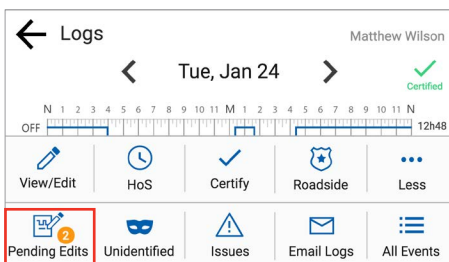 Logs Matthew Wilson
Tue, Jan 24
Certified
N 1 2 3 4 5 6 7 8 9 10 11 M 1 2 3 4 5 6 7 8 9 10 11 N
OFF 12h48
View/Edit HoS Certify Roadside Less
2
Pending Edits Unidentified Issues Email Logs All Events